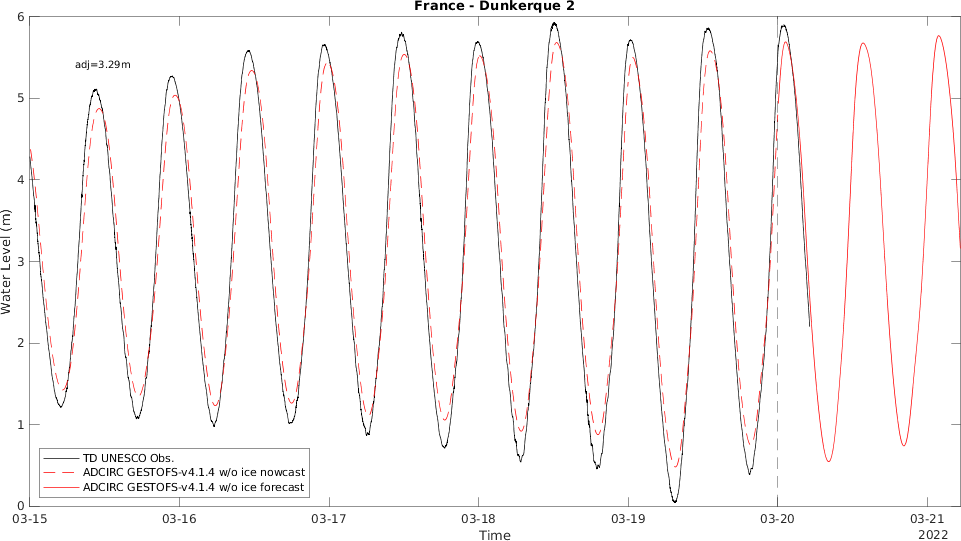 France - Dunkerque 2
adj=3.29m
6
5
4
3
2
1
0
Water Level (m)
TD UNESCO Obs.
ADCIRC GESTOFS-v4.1.4 w/o ice nowcast
ADCIRC GESTOFS-v4.1.4 w/o ice forecast
03-15 03-16 03-17 03-18 03-19 03-20 03-21
Time
2022